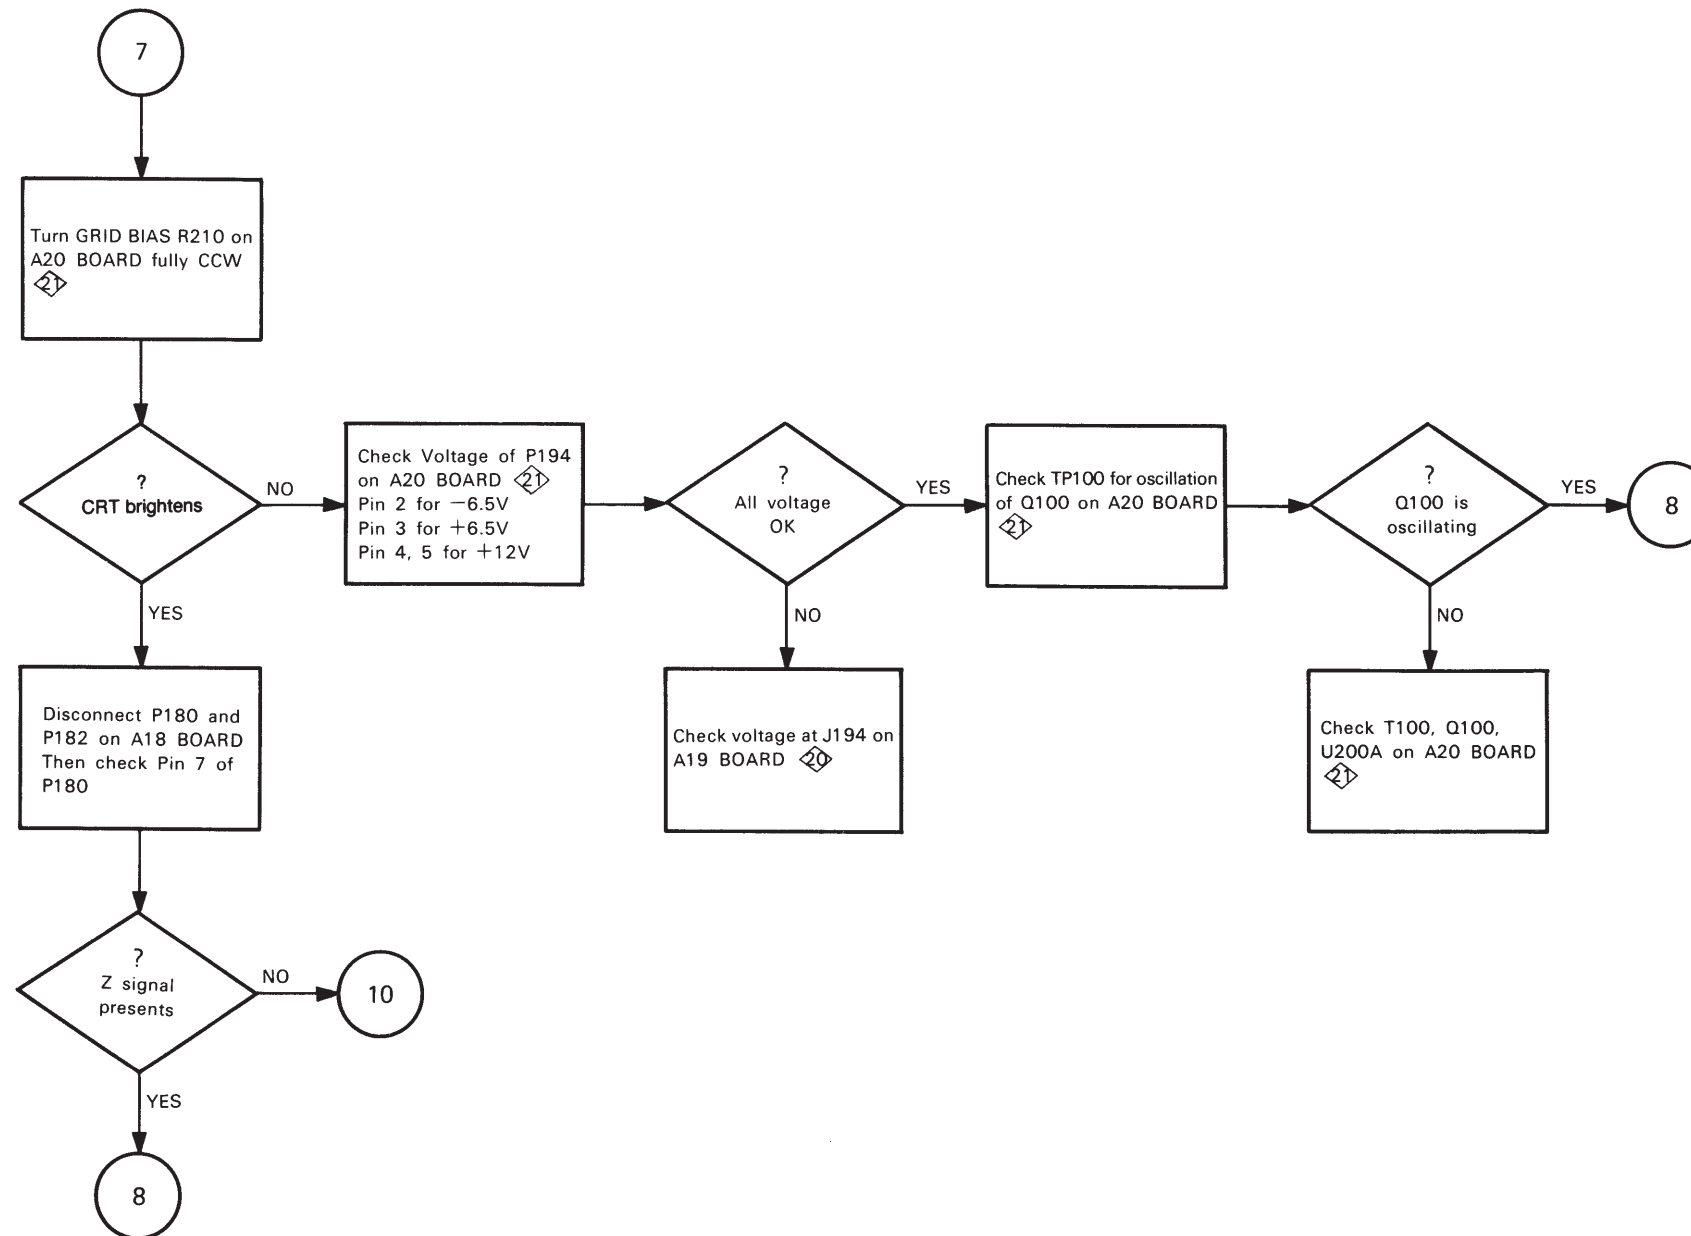 7
Turn GRID BIAS R210 on
A20 BOARD fully CCW
21
?
CRT brightens
NO
YES
Check Voltage of P194
on A20 BOARD 21
Pin 2 for −6.5V
Pin 3 for +6.5V
Pin 4, 5 for +12V
?
All voltage
OK
YES
NO
Check TP100 for oscillation
of Q100 on A20 BOARD
21
?
Q100 is
oscillating
YES
8
NO
Disconnect P180 and
P182 on A18 BOARD
Then check Pin 7 of
P180
Check voltage at J194 on
A19 BOARD 20
Check T100, Q100,
U200A on A20 BOARD
21
?
Z signal
presents
NO
10
YES
8